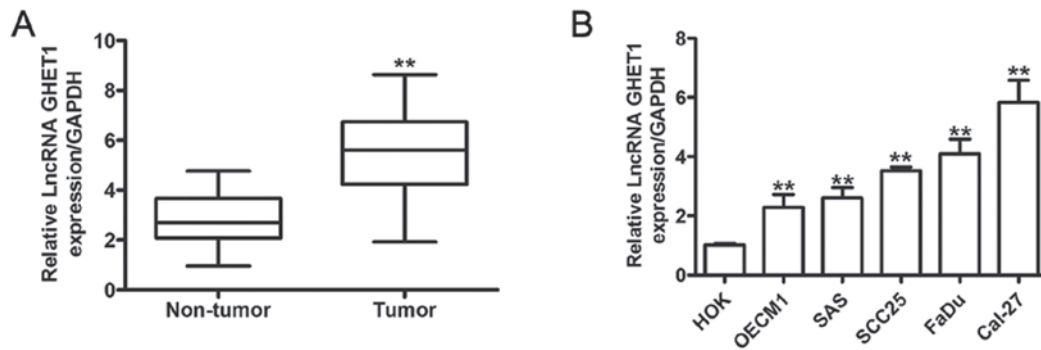 A
Relative LncRNA GHET1
expression/GAPDH
10
8
6
4
2
0
**
Non-tumor
Tumor
B
Relative LncRNA GHET1
expression/GAPDH
8
6
4
2
0
**
**
**
**
**
HOK
OECM1
SAS
SCC25
FaDu
Cal-27